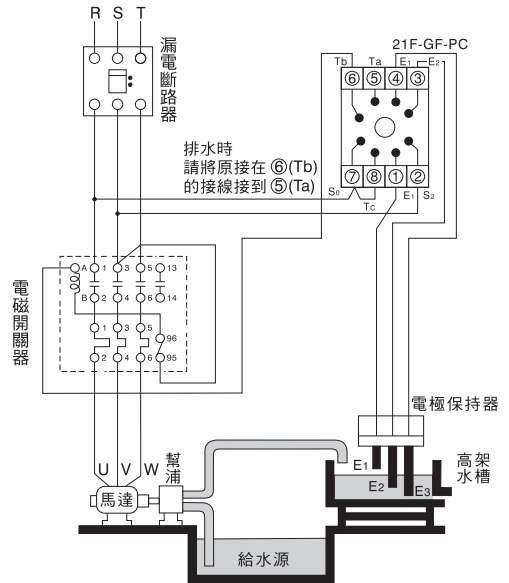 R S T
漏電斷路器
21F-GF-PC
Tb Ta E1 E2
⑥ ⑤ ④ ③
排水時
請將原接在 ⑥(Tb)
的接線接到 ⑤(Ta)
⑦ ⑧ ① ②
S0 TC E1 S2
電磁開關器
A 1 3 5 13
B 2 4 6 14
1 3 5 96
2 4 6 95
電極保持器
U V W
幫浦
馬達
E1
E2
E3
高架
水槽
給水源